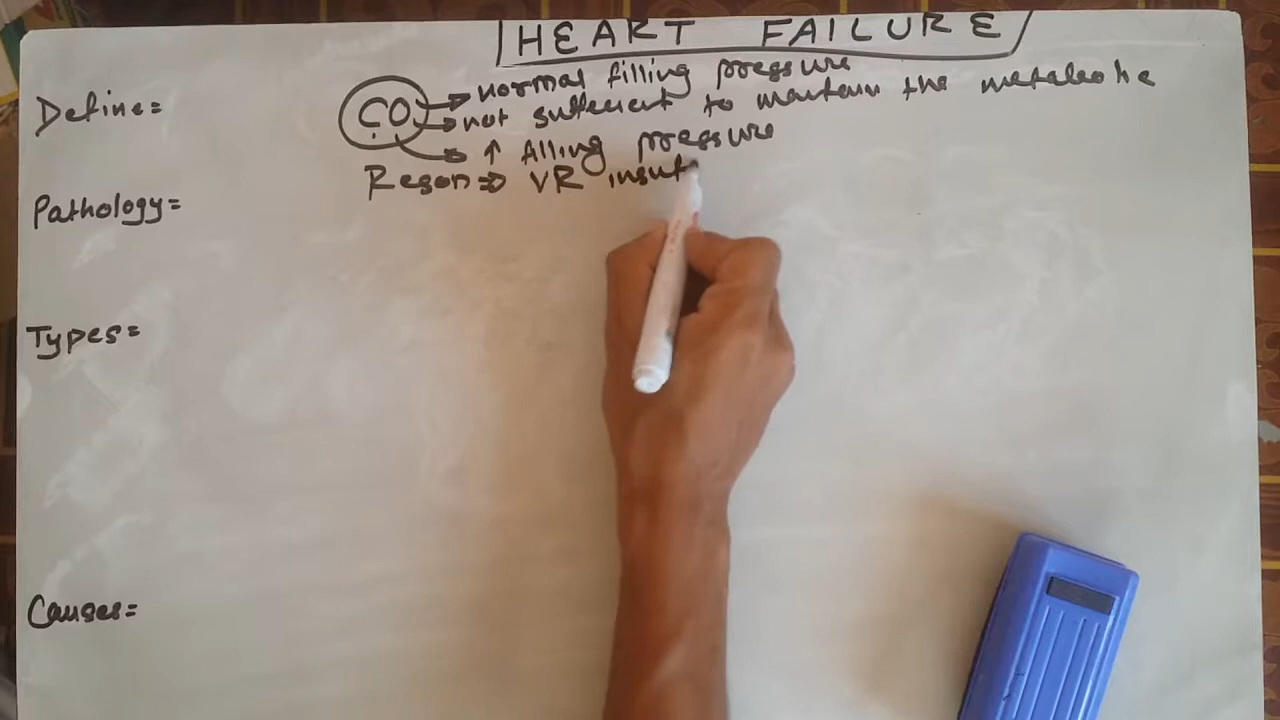 HEART FAILURE
Define=
CO → normal filling pressure
→ not sufficient to maintain the
→ ↑ filling pressure
Reson⇒ VR insuf
Pathology=
Types=
Causes=